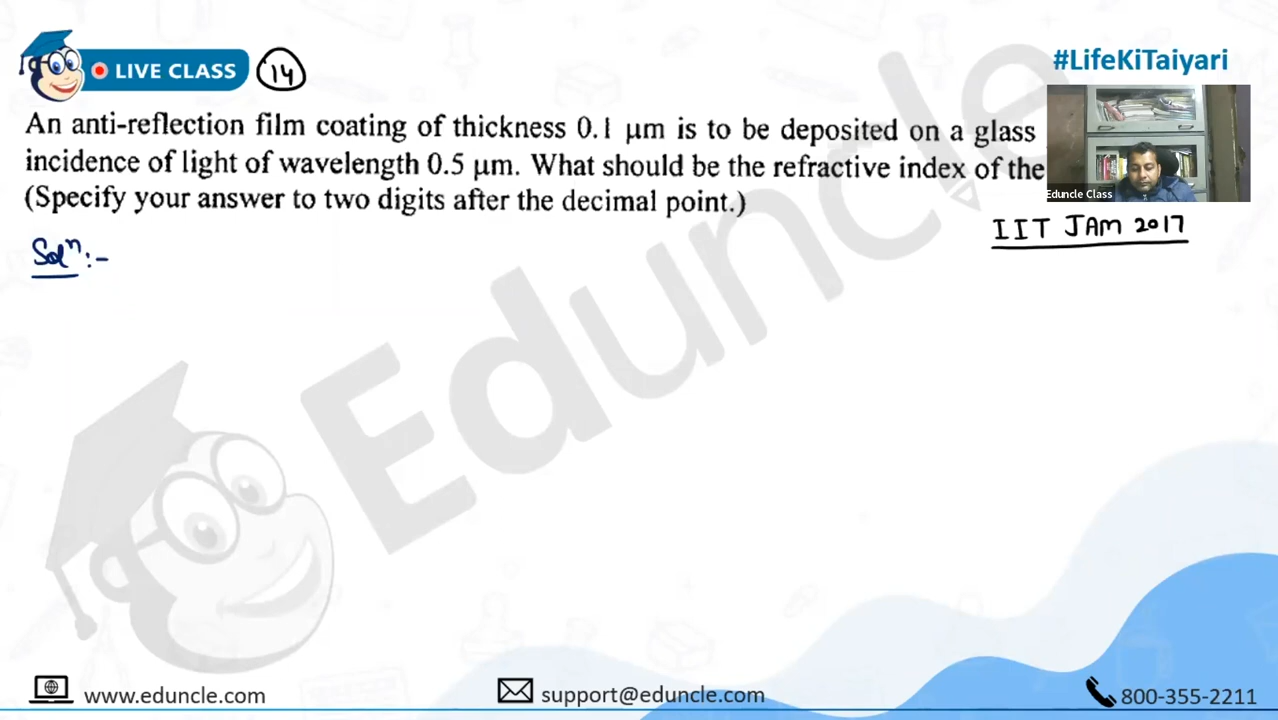 LIVE CLASS
14
#LifeKiTaiyari
An anti-reflection film coating of thickness 0.1 μm is to be deposited on a glass
incidence of light of wavelength 0.5 μm. What should be the refractive index of the
(Specify your answer to two digits after the decimal point.)
Eduncle Class
IIT JAM 2017
Solⁿ:-
Eduncle
www.eduncle.com
support@eduncle.com
800-355-2211